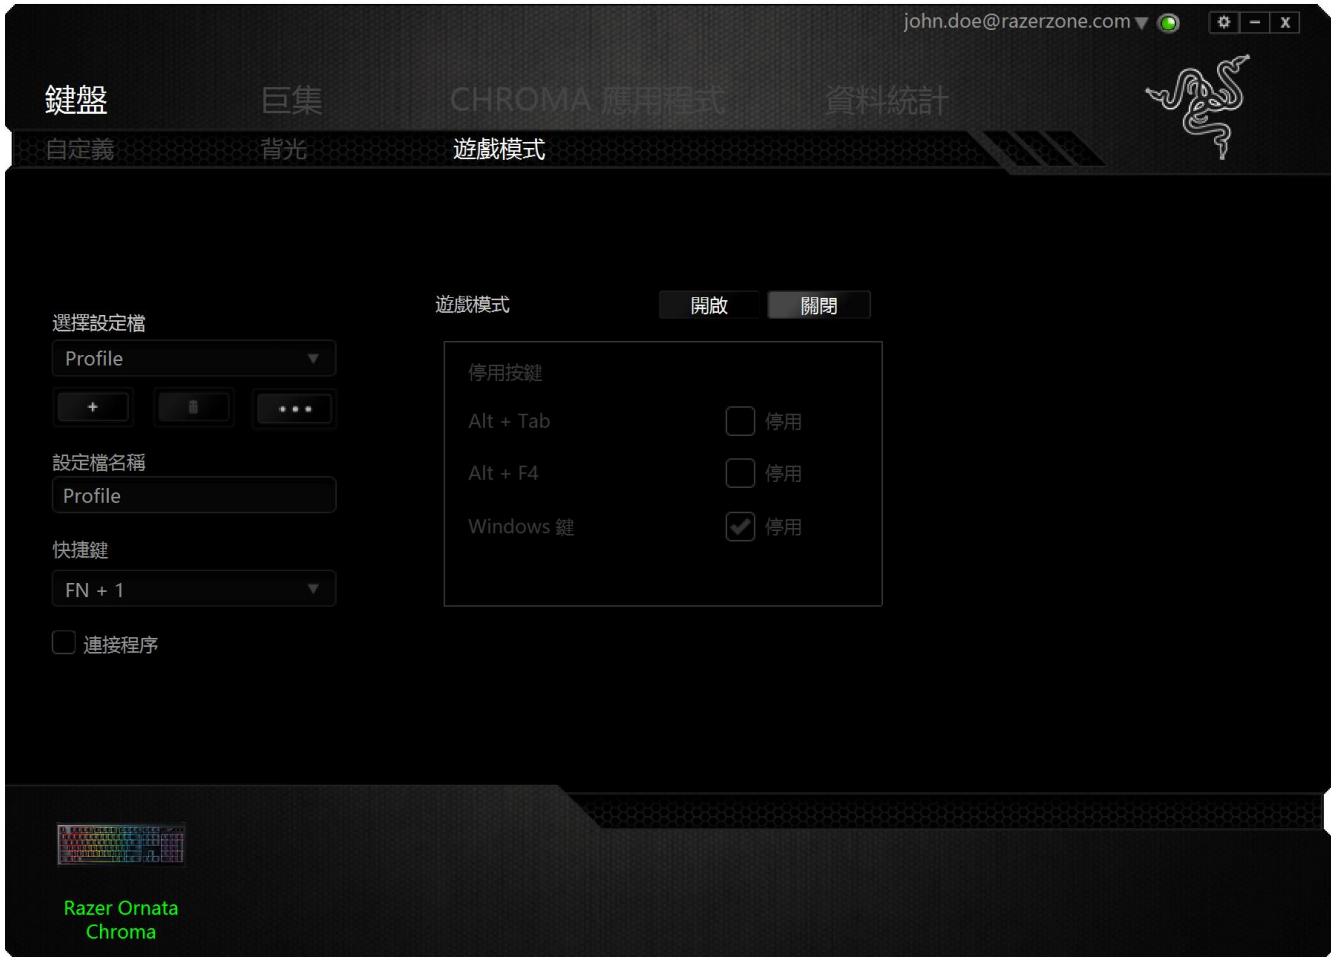 john.doe@razerzone.com
鍵盤 巨集 CHROMA 應用程式 資料統計
自定義 背光 遊戲模式
選擇設定檔
Profile
設定檔名稱
Profile
快捷鍵
FN + 1
連接程序
遊戲模式 開啟 關閉
停用按鍵
Alt + Tab 停用
Alt + F4 停用
Windows 鍵 停用
Razer Ornata
Chroma